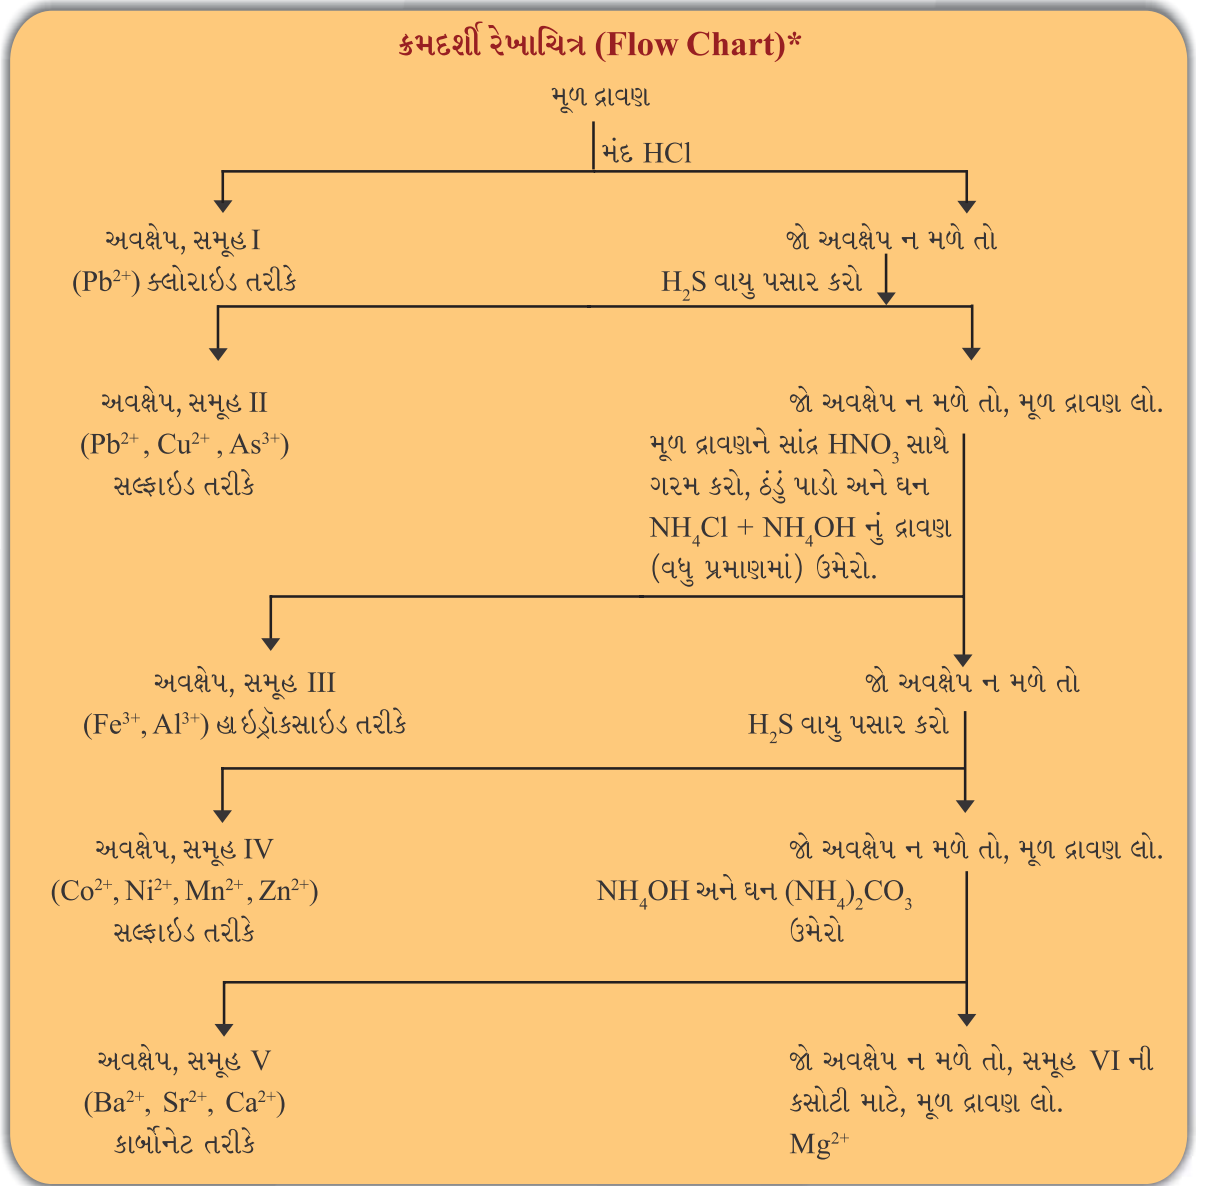 ક્રમદર્શી રેખાચિત્ર (Flow Chart)*
મૂળ દ્રાવણ
મંદ HCl
અવક્ષેપ, સમૂહ I
(Pb²⁺) ક્લોરાઇડ તરીકે
જો અવક્ષેપ ન મળે તો
H₂S વાયુ પસાર કરો
અવક્ષેપ, સમૂહ II
(Pb²⁺ , Cu²⁺ , As³⁺)
સલ્ફાઇડ તરીકે
જો અવક્ષેપ ન મળે તો, મૂળ દ્રાવણ લો.
મૂળ દ્રાવણને સાંદ્ર HNO₃ સાથે
ગરમ કરો, ઠંડું પાડો અને ઘન
NH₄Cl + NH₄OH નું દ્રાવણ
(વધુ પ્રમાણમાં) ઉમેરો.
અવક્ષેપ, સમૂહ III
(Fe³⁺, Al³⁺) હાઇડ્રૉક્સાઇડ તરીકે
જો અવક્ષેપ ન મળે તો
H₂S વાયુ પસાર કરો
અવક્ષેપ, સમૂહ IV
(Co²⁺, Ni²⁺, Mn²⁺, Zn²⁺)
સલ્ફાઇડ તરીકે
જો અવક્ષેપ ન મળે તો, મૂળ દ્રાવણ લો.
NH₄OH અને ઘન (NH₄)₂CO₃
ઉમેરો
અવક્ષેપ, સમૂહ V
(Ba²⁺, Sr²⁺, Ca²⁺)
કાર્બોનેટ તરીકે
જો અવક્ષેપ ન મળે તો, સમૂહ VI ની
કસોટી માટે, મૂળ દ્રાવણ લો.
Mg²⁺